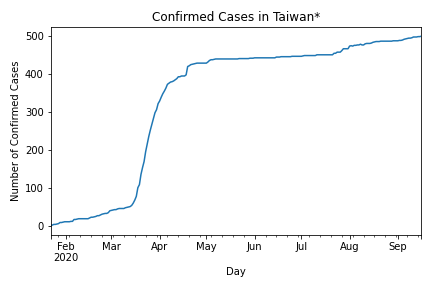 Confirmed Cases in Taiwan*
Number of Confirmed Cases
500
400
300
200
100
0
Feb Mar Apr May Jun Jul Aug Sep
2020
Day